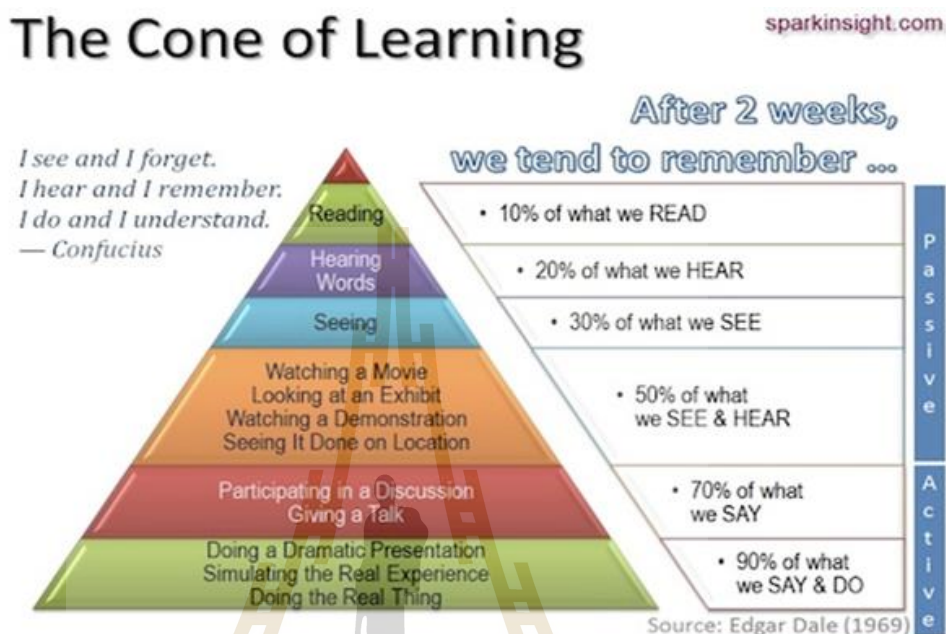 The Cone of Learning
sparkinsight.com
After 2 weeks,
we tend to remember ...
I see and I forget.
I hear and I remember.
I do and I understand.
— Confucius
Reading
• 10% of what we READ
Hearing
Words
• 20% of what we HEAR
Seeing
• 30% of what we SEE
Watching a Movie
Looking at an Exhibit
Watching a Demonstration
Seeing It Done on Location
• 50% of what
we SEE & HEAR
Passive
Participating in a Discussion
Giving a Talk
• 70% of what
we SAY
Doing a Dramatic Presentation
Simulating the Real Experience
Doing the Real Thing
• 90% of what
we SAY & DO
Active
Source: Edgar Dale (1969)